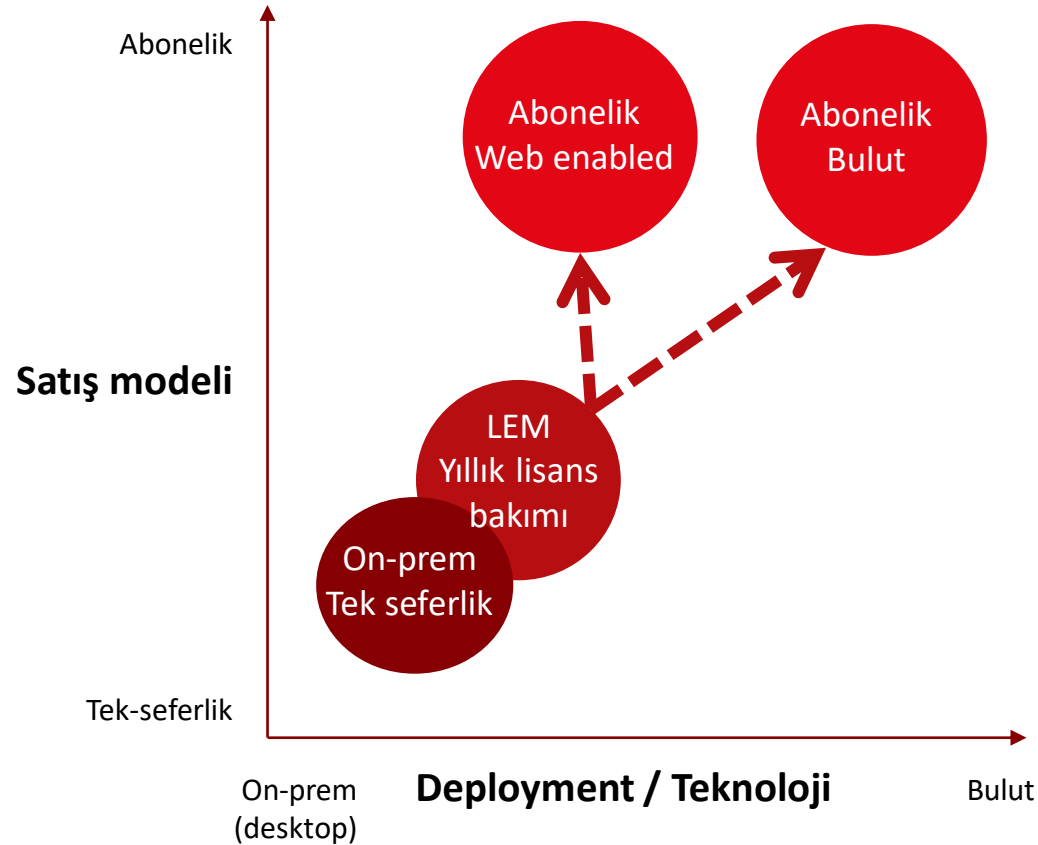 Abonelik
Abonelik
Web enabled
Abonelik
Bulut
Satış modeli
LEM
Yıllık lisans
bakımı
On-prem
Tek seferlik
Tek-seferlik
On-prem
(desktop)
Deployment / Teknoloji
Bulut